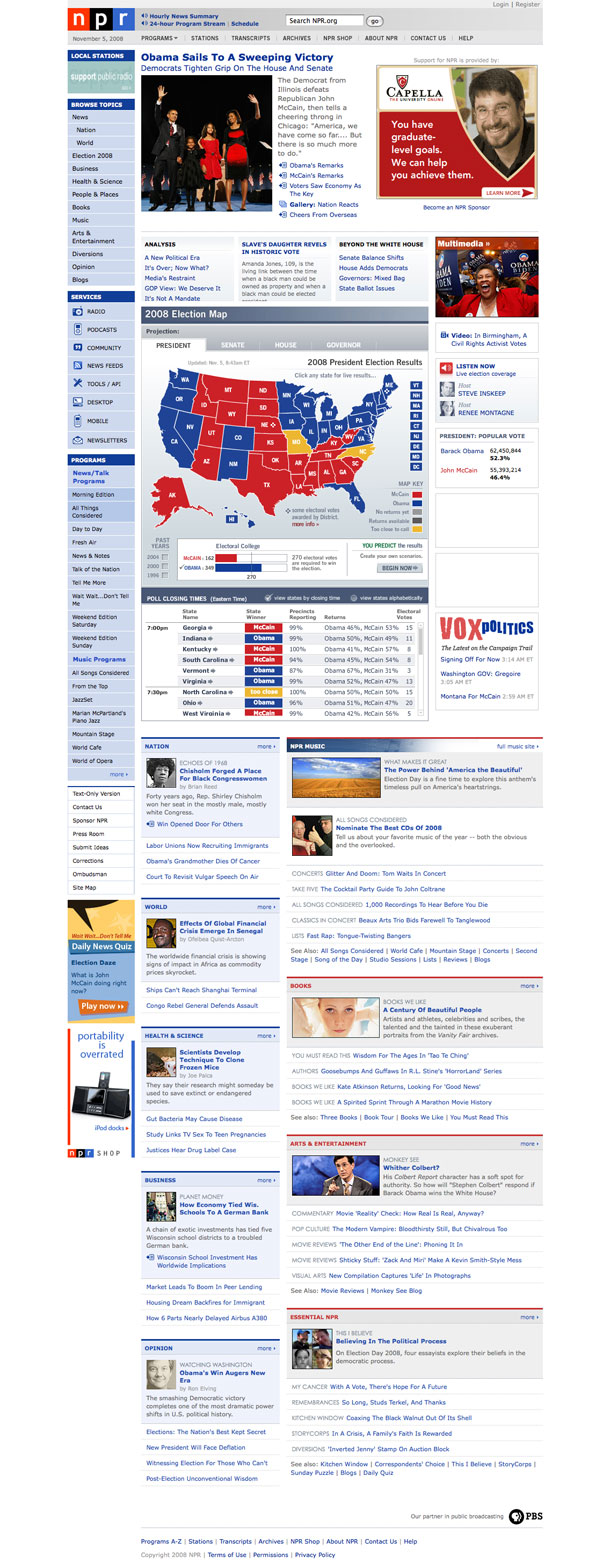 Login | Register
npr
Hourly News Summary
24-hour Program Stream | Schedule
Search NPR.org
go
November 5, 2008
PROGRAMS
STATIONS
TRANSCRIPTS
ARCHIVES
NPR SHOP
ABOUT NPR
CONTACT US
HELP
LOCAL STATIONS
support public radio
BROWSE TOPICS
News
Nation
World
Election 2008
Business
Health & Science
People & Places
Books
Music
Arts &
Entertainment
Diversions
Opinion
Blogs
SERVICES
RADIO
PODCASTS
COMMUNITY
NEWS FEEDS
TOOLS / API
DESKTOP
MOBILE
NEWSLETTERS
PROGRAMS
News/Talk
Programs
Morning Edition
All Things
Considered
Day to Day
Fresh Air
News & Notes
Talk of the Nation
Tell Me More
Wait Wait...Don't Tell
Me
Weekend Edition
Saturday
Weekend Edition
Sunday
Music Programs
All Songs Considered
From the Top
JazzSet
Marian McPartland's
Piano Jazz
Mountain Stage
World Cafe
World of Opera
more
Text-Only Version
Contact Us
Sponsor NPR
Press Room
Submit Ideas
Corrections
Ombudsman
Site Map
Wait Wait...Don't Tell Me
Daily News Quiz
Election Daze
What is John
McCain doing right
now?
Play now
portability
is
overrated
iPod docks
npr SHOP
Obama Sails To A Sweeping Victory
Democrats Tighten Grip On The House And Senate
The Democrat from
Illinois defeats
Republican John
McCain, then tells a
cheering throng in
Chicago: "America, we
have come so far.... But
there is so much more
to do."
Obama's Remarks
McCain's Remarks
Voters Saw Economy As
The Key
Gallery: Nation Reacts
Cheers From Overseas
Support for NPR is provided by:
CAPELLA
THE UNIVERSITY ONLINE
You have
graduate-
level goals.
We can help
you achieve them.
LEARN MORE
Become an NPR Sponsor
ANALYSIS
A New Political Era
It's Over; Now What?
Media's Restraint
GOP View: We Deserve It
It's Not A Mandate
SLAVE'S DAUGHTER REVELS
IN HISTORIC VOTE
Amanda Jones, 109, is the
living link between the time
when a black man could be
owned as property and when a
black man could be elected
BEYOND THE WHITE HOUSE
Senate Balance Shifts
House Adds Democrats
Governors: Mixed Bag
State Ballot Issues
Multimedia »
OBAMA
BIDEN
Video: In Birmingham, A
Civil Rights Activist Votes
LISTEN NOW
Live election coverage
Host
STEVE INSKEEP
Host
RENEE MONTAGNE
PRESIDENT: POPULAR VOTE
Barack Obama 62,450,844
52.3%
John McCain 55,393,214
46.4%
VOXPOLITICS
The Latest on the Campaign Trail
Signing Off For Now 3:14 AM ET
Washington GOV: Gregoire
3:05 AM ET
Montana For McCain 2:59 AM ET
2008 Election Map
Projection:
PRESIDENT
SENATE
HOUSE
GOVERNOR
Updated: Nov. 5, 8:43am ET
2008 President Election Results
Click any state for live results...
WA
OR
CA
NV
ID
MT
WY
UT
AZ
CO
NM
ND
SD
NE
KS
OK
TX
MN
IA
MO
AR
LA
WI
IL
MI
IN
OH
KY
TN
MS
AL
GA
FL
SC
NC
VA
WV
PA
NY
ME
AK
HI
VT
NH
MA
RI
CT
NJ
DE
MD
DC
some electoral votes
awarded by District.
more info »
MAP KEY
McCain
Obama
No returns yet
Returns available
Too close to call
PAST
YEARS
2004
2000
1996
Electoral College
McCAIN - 162
OBAMA - 349
270
270 electoral votes
are required to win
the election.
YOU PREDICT the results
Create your own scenarios.
BEGIN NOW
POLL CLOSING TIMES (Eastern Time)
view states by closing time
view states alphabetically
State Name State Winner Precincts Reporting Returns Electoral Votes
7:00pm Georgia McCain 99% Obama 46%, McCain 53% 15
Indiana Obama 99% Obama 50%, McCain 49% 11
Kentucky McCain 100% Obama 41%, McCain 57% 8
South Carolina McCain 94% Obama 45%, McCain 54% 8
Vermont Obama 87% Obama 67%, McCain 31% 3
Virginia Obama 99% Obama 52%, McCain 47% 13
7:30pm North Carolina too close 100% Obama 50%, McCain 50% 15
Ohio Obama 96% Obama 51%, McCain 47% 20
West Virginia McCain 99% Obama 42%, McCain 56% 5
NATION
more
ECHOES OF 1968
Chisholm Forged A Place
For Black Congresswomen
by Brian Reed
Forty years ago, Rep. Shirley Chisholm
won her seat in the mostly male, mostly
white Congress.
Win Opened Door For Others
Labor Unions Now Recruiting Immigrants
Obama's Grandmother Dies Of Cancer
Court To Revisit Vulgar Speech On Air
WORLD
more
Effects Of Global Financial
Crisis Emerge In Senegal
by Ofeibea Quist-Arcton
The worldwide financial crisis is showing
signs of impact in Africa as commodity
prices skyrocket.
Ships Can't Reach Shanghai Terminal
Congo Rebel General Defends Assault
HEALTH & SCIENCE
more
Scientists Develop
Technique To Clone
Frozen Mice
by Joe Palca
They say their research might someday be
used to save extinct or endangered
species.
Gut Bacteria May Cause Disease
Study Links TV Sex To Teen Pregnancies
Justices Hear Drug Label Case
BUSINESS
more
PLANET MONEY
How Economy Tied Wis.
Schools To A German Bank
A chain of exotic investments has tied five
Wisconsin school districts to a troubled
German bank.
Wisconsin School Investment Has
Worldwide Implications
Market Leads To Boom In Peer Lending
Housing Dream Backfires for Immigrant
How 6 Parts Nearly Delayed Airbus A380
OPINION
more
WATCHING WASHINGTON
Obama's Win Augers New
Era
by Ron Elving
The smashing Democratic victory
completes one of the most dramatic power
shifts in U.S. political history.
Elections: The Nation's Best Kept Secret
New President Will Face Deflation
Witnessing Election For Those Who Can't
Post-Election Unconventional Wisdom
NPR MUSIC
full music site
WHAT MAKES IT GREAT
The Power Behind 'America the Beautiful'
Election Day is a fine time to explore this anthem's
timeless pull on America's heartstrings.
ALL SONGS CONSIDERED
Nominate The Best CDs Of 2008
Tell us about your favorite music of the year -- both the obvious
and the overlooked.
CONCERTS Glitter And Doom: Tom Waits In Concert
TAKE FIVE The Cocktail Party Guide To John Coltrane
ALL SONGS CONSIDERED 1,000 Recordings To Hear Before You Die
CLASSICS IN CONCERT Beaux Arts Trio Bids Farewell To Tanglewood
LISTS Fast Rap: Tongue-Twisting Bangers
See Also: All Songs Considered | World Cafe | Mountain Stage | Concerts | Second
Stage | Song of the Day | Studio Sessions | Lists | Reviews | Blogs
BOOKS
more
BOOKS WE LIKE
A Century Of Beautiful People
Artists and athletes, celebrities and scribes, the
talented and the tainted in these exuberant
portraits from the Vanity Fair archives.
YOU MUST READ THIS Wisdom For The Ages In 'Tao Te Ching'
AUTHORS Goosebumps And Guffaws In R.L. Stine's 'HorrorLand' Series
BOOKS WE LIKE Kate Atkinson Returns, Looking For 'Good News'
BOOKS WE LIKE A Spirited Sprint Through A Marathon Movie History
See also: Three Books | Book Tour | Books We Like | You Must Read This
ARTS & ENTERTAINMENT
more
MONKEY SEE
Whither Colbert?
His Colbert Report character has a soft spot for
authority. So how will "Stephen Colbert" respond if
Barack Obama wins the White House?
COMMENTARY Movie 'Reality' Check: How Real Is Real, Anyway?
POP CULTURE The Modern Vampire: Bloodthirsty Still, But Chivalrous Too
MOVIE REVIEWS 'The Other End of the Line': Phoning It In
MOVIE REVIEWS Shticky Stuff: 'Zack And Miri' Make A Kevin Smith-Style Mess
VISUAL ARTS New Compilation Captures 'Life' In Photographs
See Also: Movie Reviews | Monkey See Blog
ESSENTIAL NPR
more
THIS I BELIEVE
Believing In The Political Process
On Election Day 2008, four essayists explore their beliefs in the
democratic process.
MY CANCER With A Vote, There's Hope For A Future
REMEMBRANCES So Long, Studs Terkel, And Thanks
KITCHEN WINDOW Coaxing The Black Walnut Out Of Its Shell
STORYCORPS In A Crisis, A Family's Faith Is Rewarded
DIVERSIONS 'Inverted Jenny' Stamp On Auction Block
See also: Kitchen Window | Correspondents' Choice | This I Believe | StoryCorps |
Sunday Puzzle | Blogs | Daily Quiz
Our partner in public broadcasting
PBS
Programs A-Z | Stations | Transcripts | Archives | NPR Shop | About NPR | Contact Us | Help
Copyright 2008 NPR | Terms of Use | Permissions | Privacy Policy